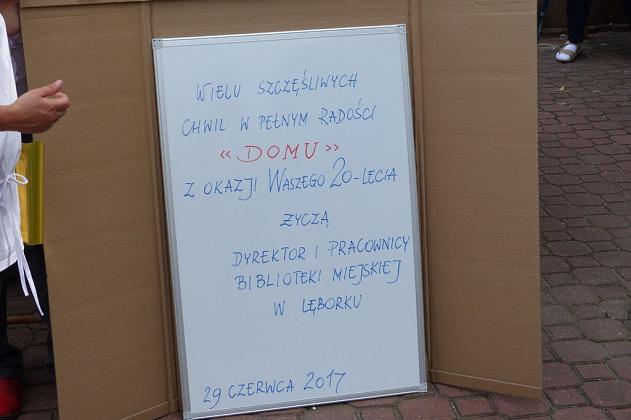 WIELU SZCZĘŚLIWYCH
CHWIL W PEŁNYM RADOŚCI
<< DOMU >>
Z OKAZJI WASZEGO 20-LECIA
ŻYCZĄ
DYREKTOR I PRACOWNICY
BIBLIOTEKI MIEJSKIEJ
W LĘBORKU
29 CZERWCA 2017